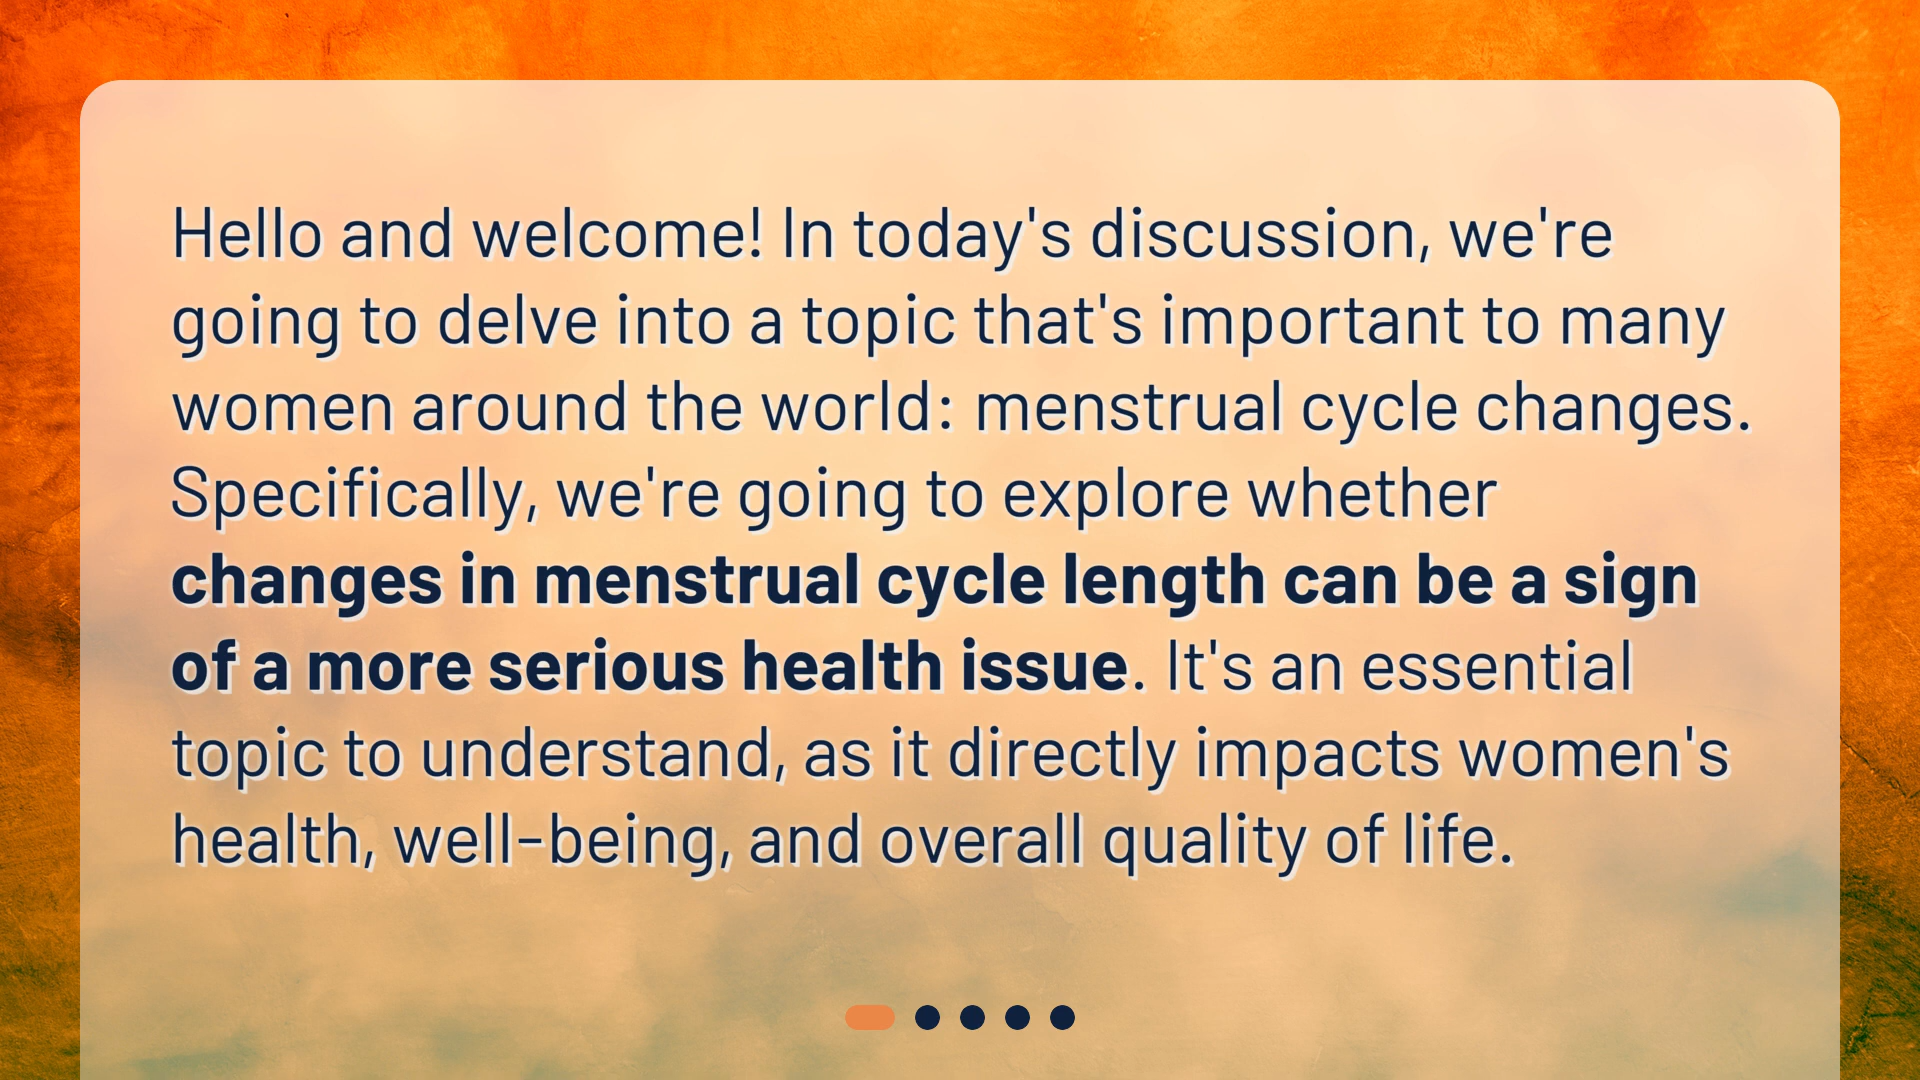 Hello and welcome! In today's discussion, we're
going to delve into a topic that's important to many
women around the world: menstrual cycle changes.
Specifically, we're going to explore whether
changes in menstrual cycle length can be a sign
of a more serious health issue. It's an essential
topic to understand, as it directly impacts women's
health, well-being, and overall quality of life.